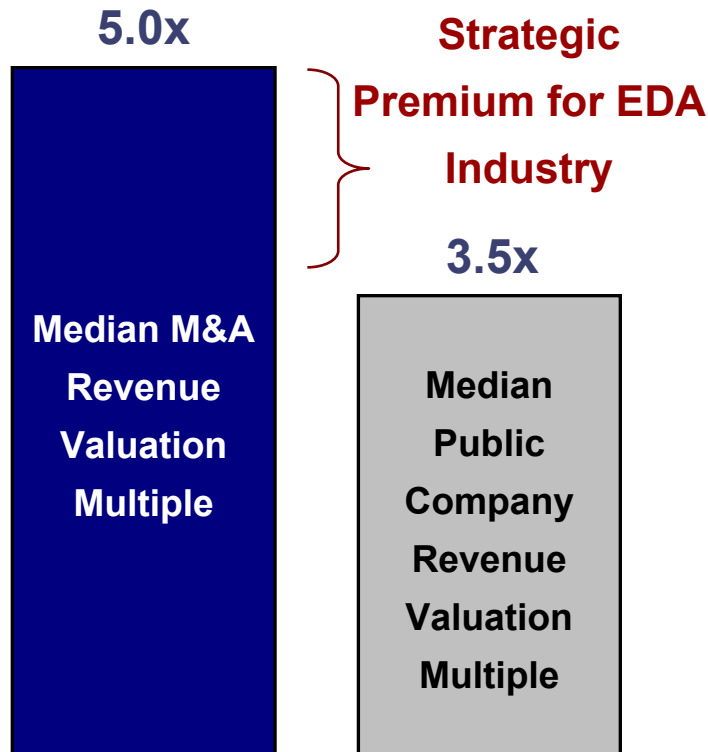 5.0x
Strategic
Premium for EDA
Industry
3.5x
Median M&A
Revenue
Valuation
Multiple
Median
Public
Company
Revenue
Valuation
Multiple